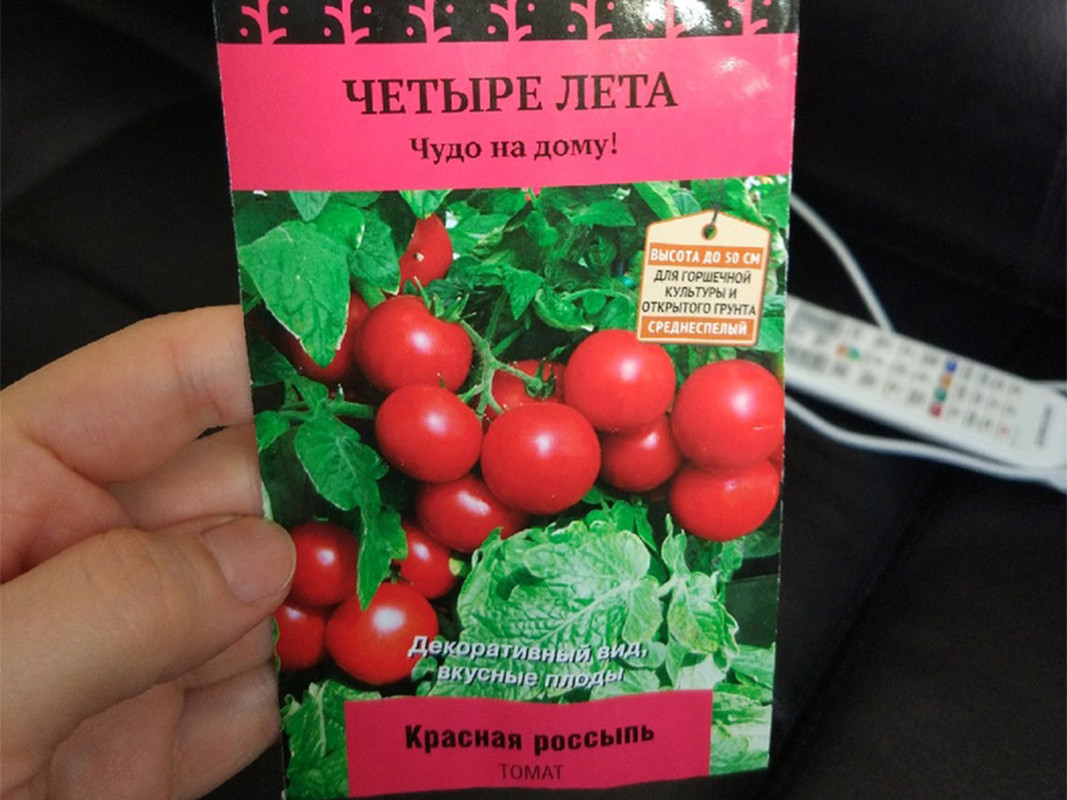 ЧЕТЫРЕ ЛЕТА
Чудо на дому!
ВЫСОТА ДО 50 СМ
ДЛЯ ГОРШЕЧНОЙ
КУЛЬТУРЫ И
ОТКРЫТОГО ГРУНТА
СРЕДНЕСПЕЛЫЙ
Декоративный вид,
вкусные плоды
Красная россыпь
ТОМАТ